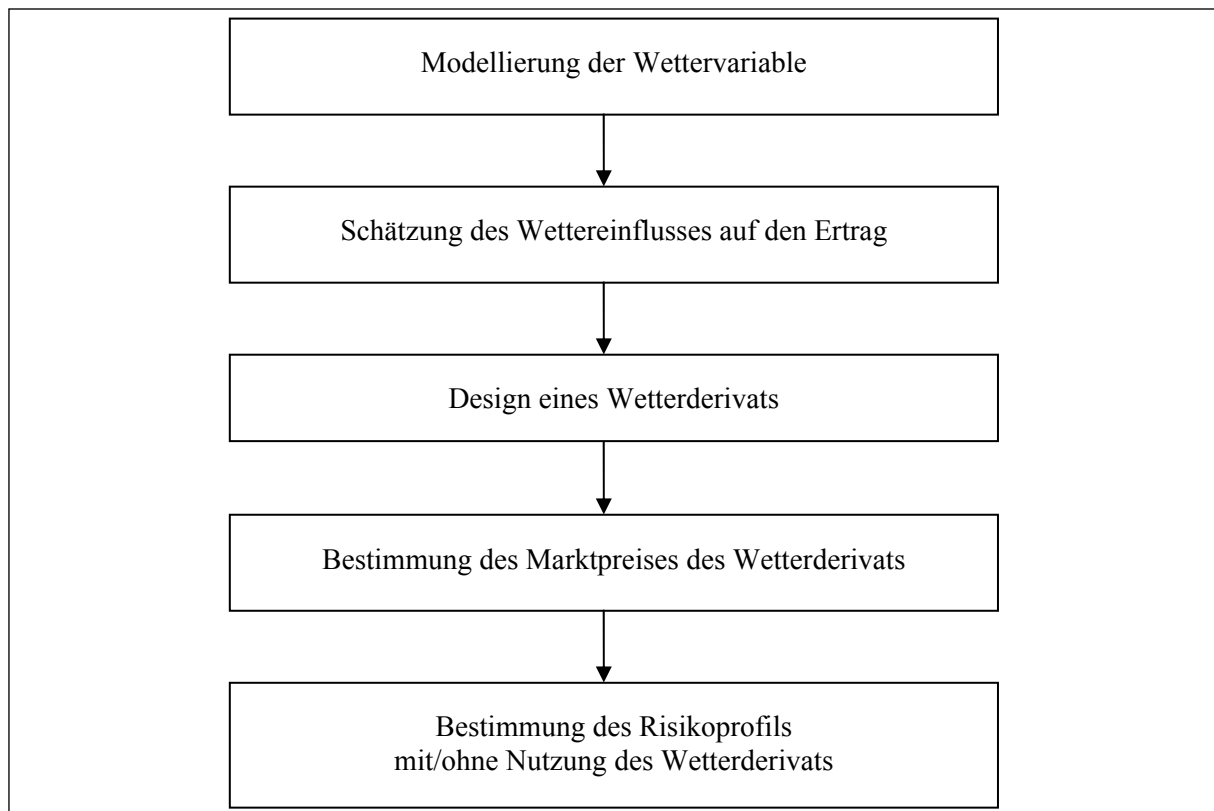 Modellierung der Wettervariable
Schätzung des Wettereinflusses auf den Ertrag
Design eines Wetterderivats
Bestimmung des Marktpreises des Wetterderivats
Bestimmung des Risikoprofils
mit/ohne Nutzung des Wetterderivats